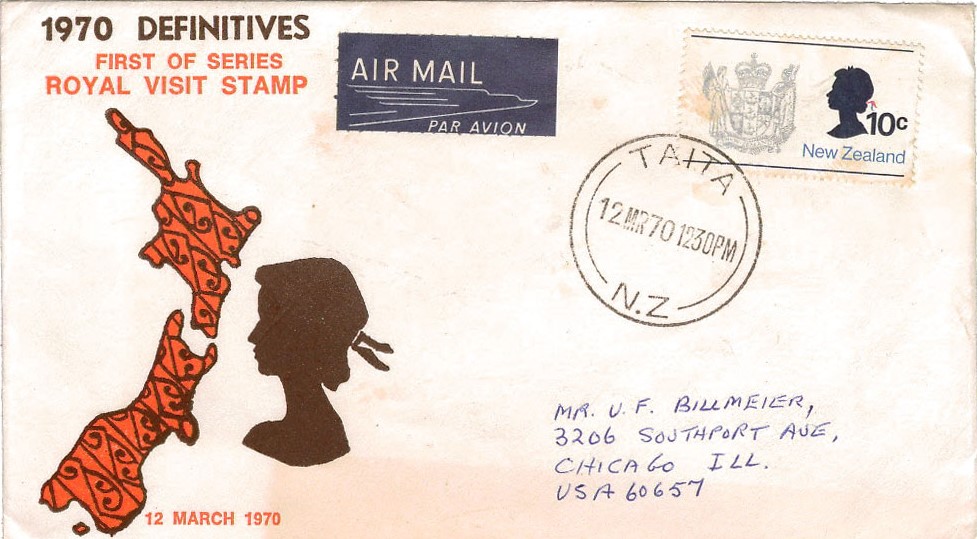 1970 DEFINITIVES
FIRST OF SERIES
ROYAL VISIT STAMP
AIR MAIL
PAR AVION
10c
New Zealand
TAITA
12 MR 70 1230PM
N.Z
MR. U. F. BILLMEIER,
3206 SOUTHPORT AVE,
CHICAGO ILL.
USA 60657
12 MARCH 1970